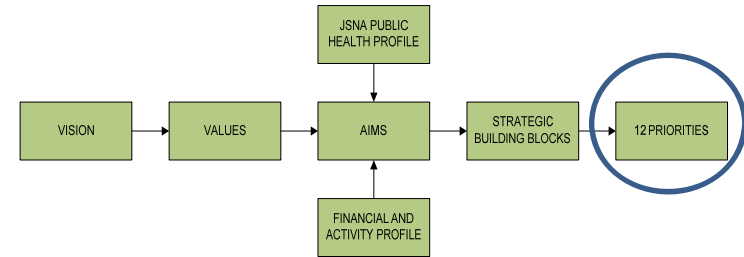 JSNA PUBLIC
HEALTH PROFILE
VISION
VALUES
AIMS
STRATEGIC
BUILDING BLOCKS
12 PRIORITIES
FINANCIAL AND
ACTIVITY PROFILE